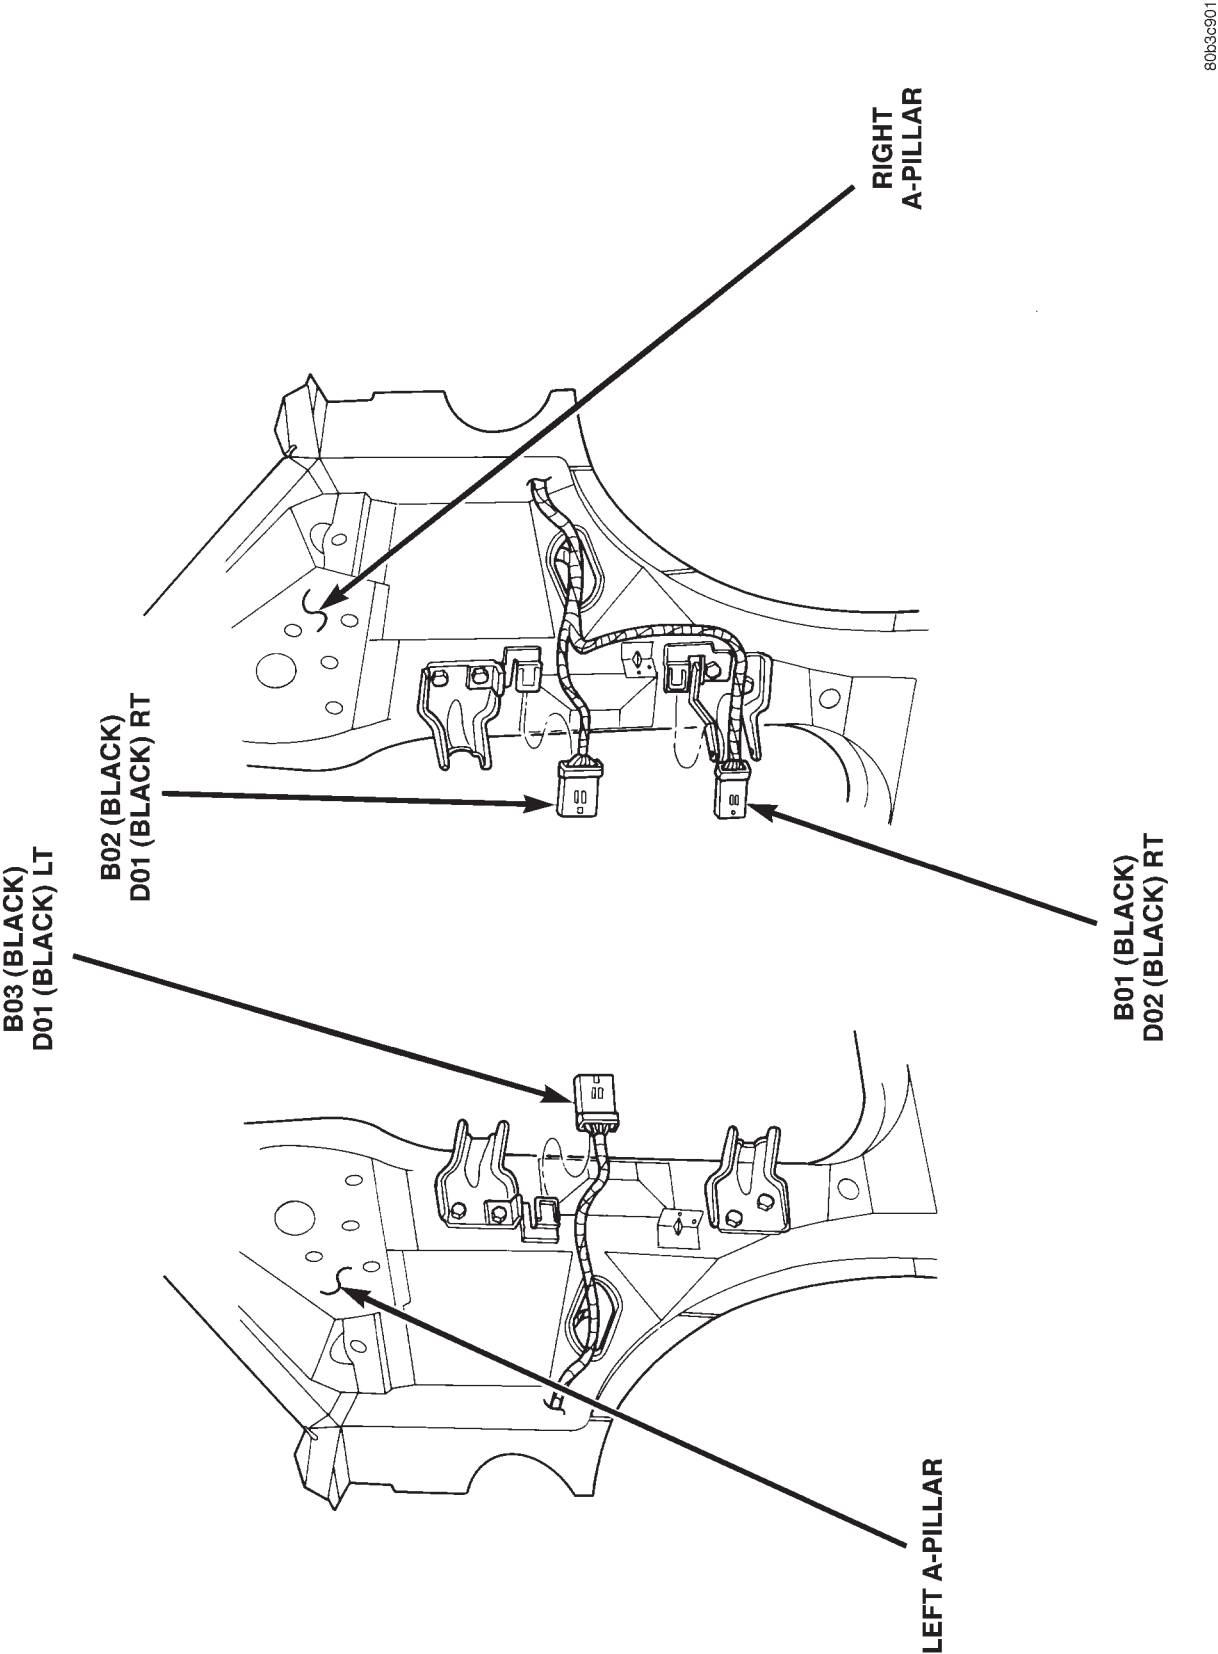 B03 (BLACK)
D01 (BLACK) LT
B02 (BLACK)
D01 (BLACK) RT
RIGHT
A-PILLAR
LEFT A-PILLAR
B01 (BLACK)
D02 (BLACK) RT
80b3c901